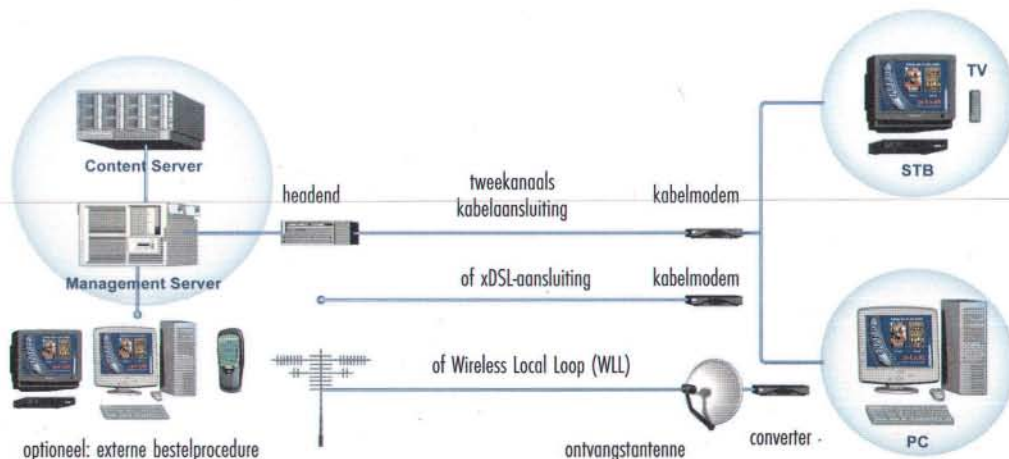 Content Server
Management Server
optioneel: externe bestelprocedure
headend
tweekanaals
kabelaansluiting
kabelmodem
of xDSL-aansluiting
kabelmodem
of Wireless Local Loop (WLL)
ontvangstantenne
converter
TV
STB
PC